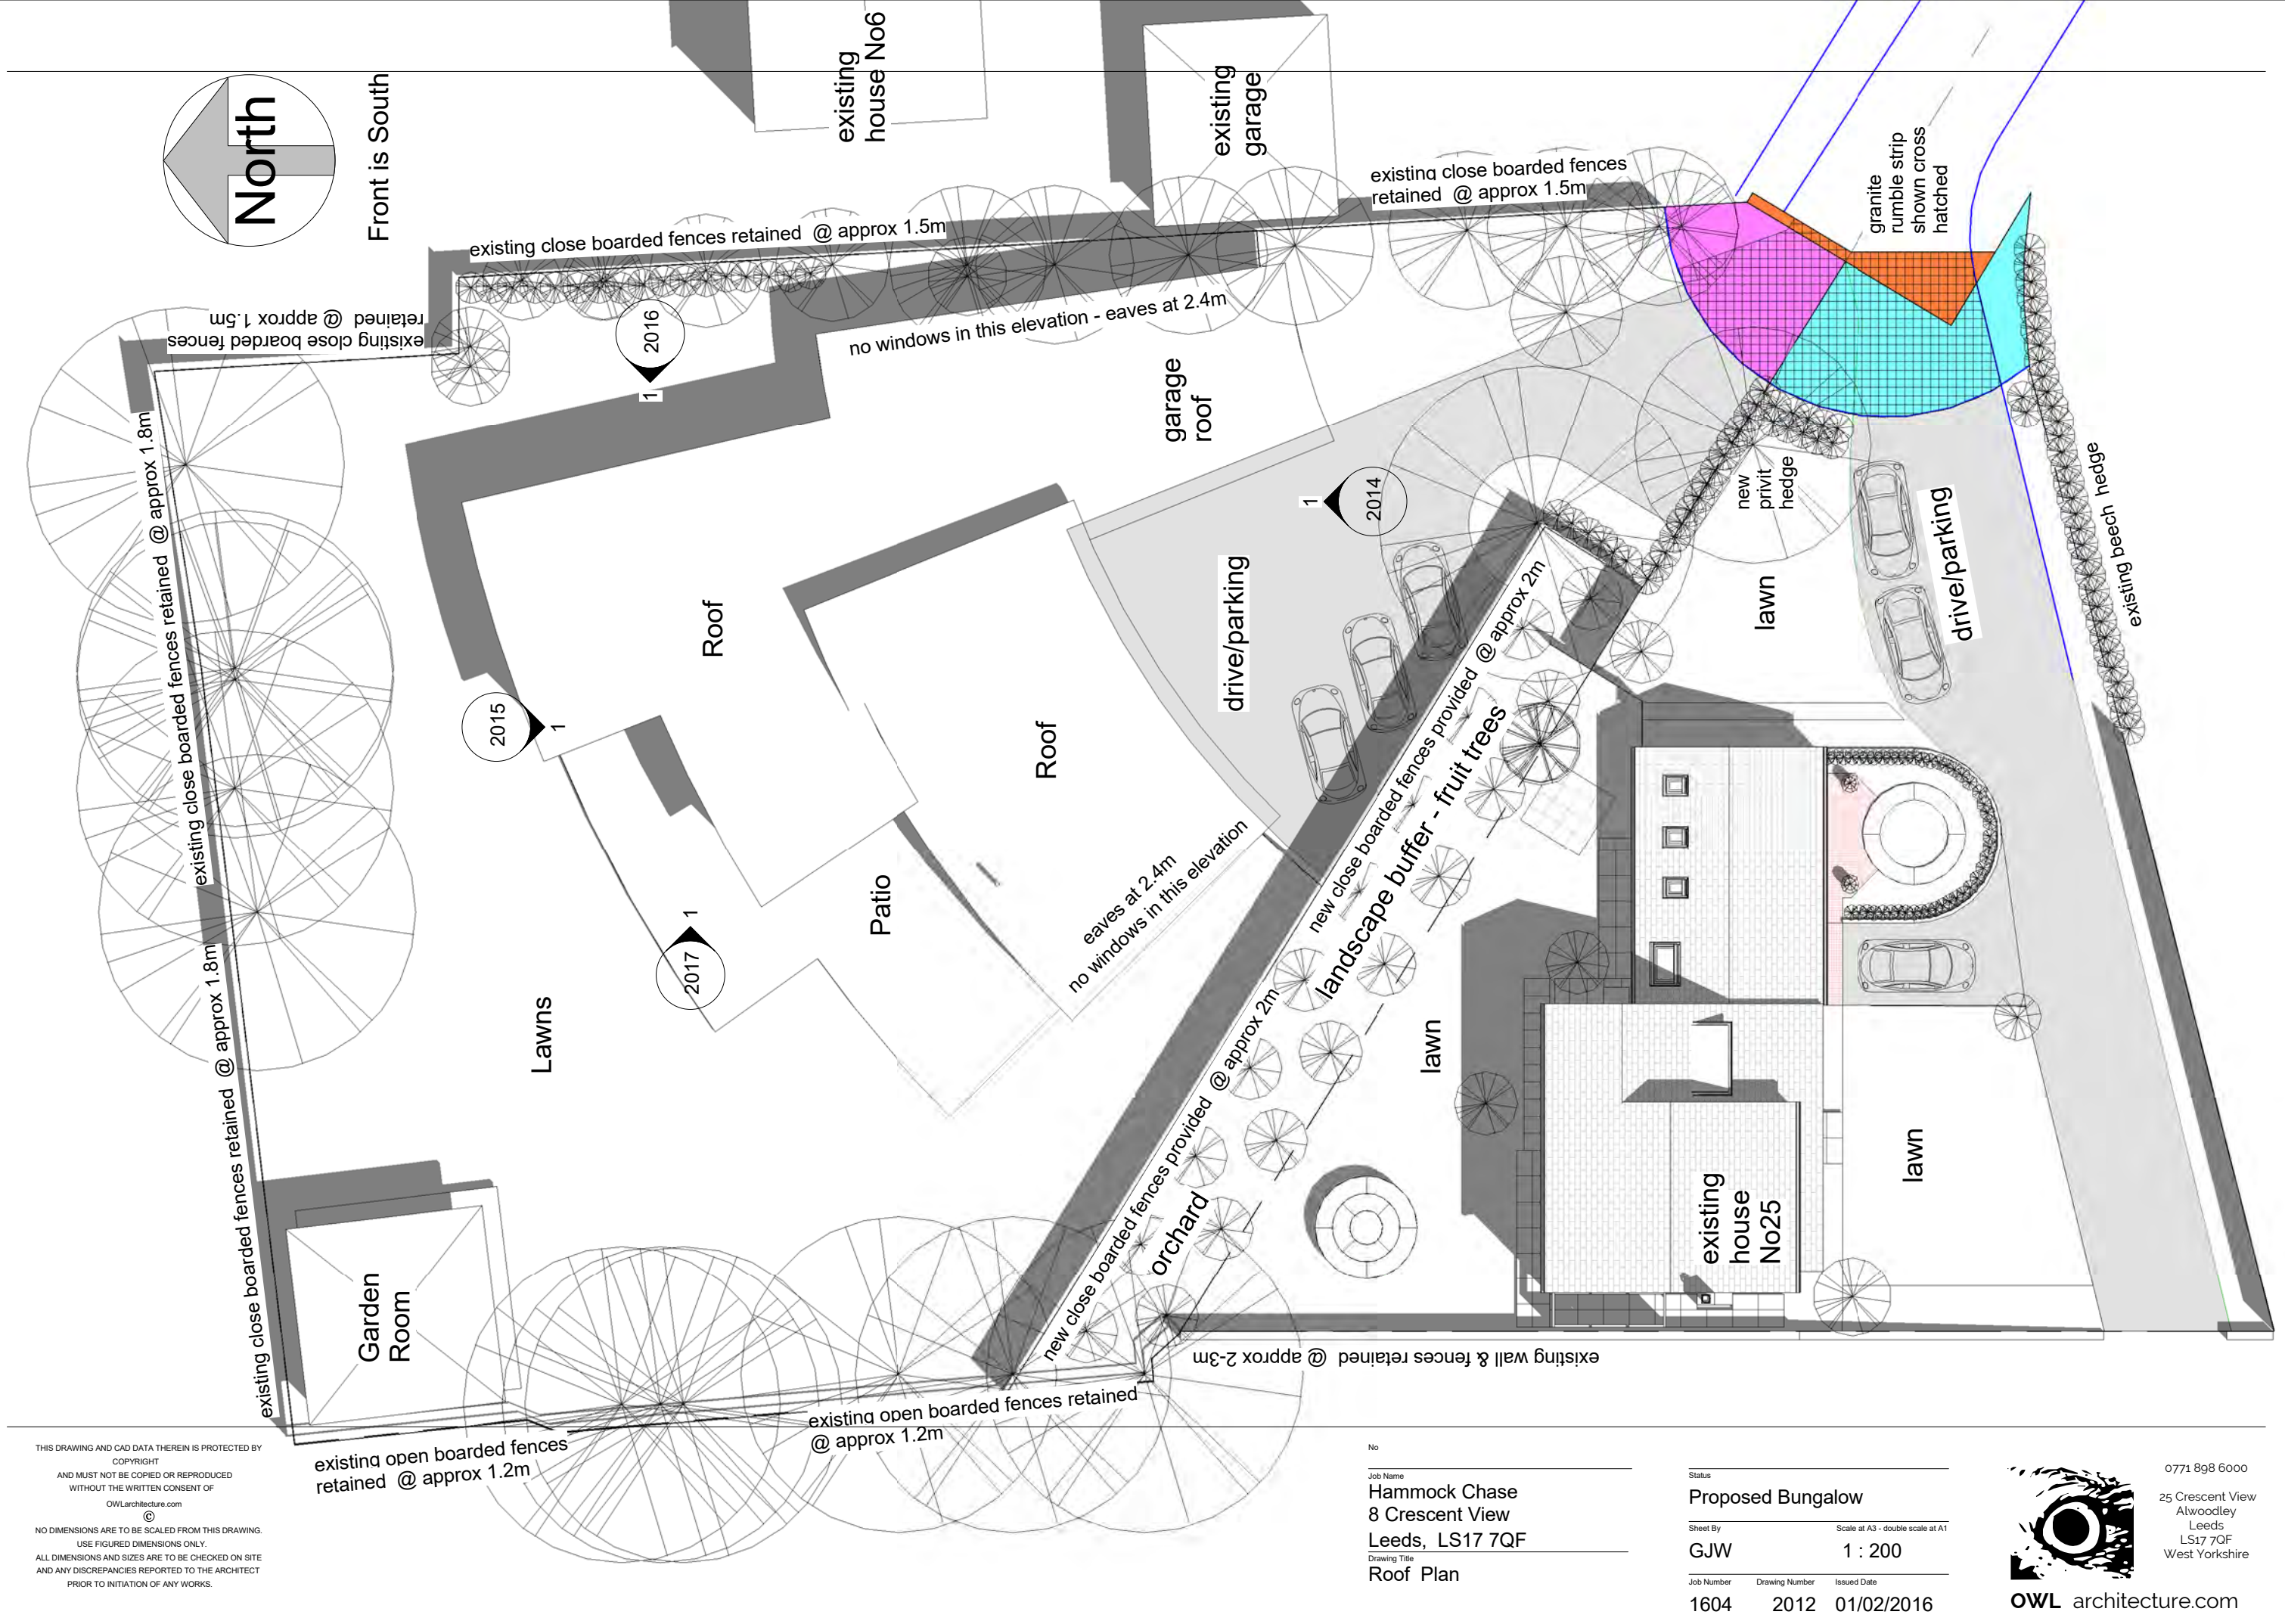 North
Front is South
existing
house No6
existing
garage
existing close boarded fences
retained @ approx 1.5m
granite
rumble strip
shown cross
hatched
existing close boarded fences retained @ approx 1.5m
existing close boarded fences
retained @ approx 1.5m
2016
1
no windows in this elevation - eaves at 2.4m
garage
roof
existing close boarded fences retained @ approx 1.8m
1
2014
new
privit
hedge
drive/parking
existing beech hedge
Roof
drive/parking
lawn
2015
1
Roof
new close boarded fences provided @ approx 2m
landscape buffer - fruit trees
eaves at 2.4m
no windows in this elevation
Patio
1
2017
Lawns
existing close boarded fences retained @ approx 1.8m
new close boarded fences provided @ approx 2m
lawn
lawn
orchard
existing
house
No25
Garden
Room
existing wall & fences retained @ approx 2-3m
existing open boarded fences retained
@ approx 1.2m
existing open boarded fences
retained @ approx 1.2m
THIS DRAWING AND CAD DATA THEREIN IS PROTECTED BY
COPYRIGHT
AND MUST NOT BE COPIED OR REPRODUCED
WITHOUT THE WRITTEN CONSENT OF
OWLarchitecture.com
©
NO DIMENSIONS ARE TO BE SCALED FROM THIS DRAWING.
USE FIGURED DIMENSIONS ONLY.
ALL DIMENSIONS AND SIZES ARE TO BE CHECKED ON SITE
AND ANY DISCREPANCIES REPORTED TO THE ARCHITECT
PRIOR TO INITIATION OF ANY WORKS.
No
Job Name
Hammock Chase
8 Crescent View
Leeds, LS17 7QF
Drawing Title
Roof Plan
Status
Proposed Bungalow
Sheet By
Scale at A3 - double scale at A1
GJW
1 : 200
Job Number
Drawing Number
Issued Date
1604
2012
01/02/2016
0771 898 6000
25 Crescent View
Alwoodley
Leeds
LS17 7QF
West Yorkshire
OWL architecture.com